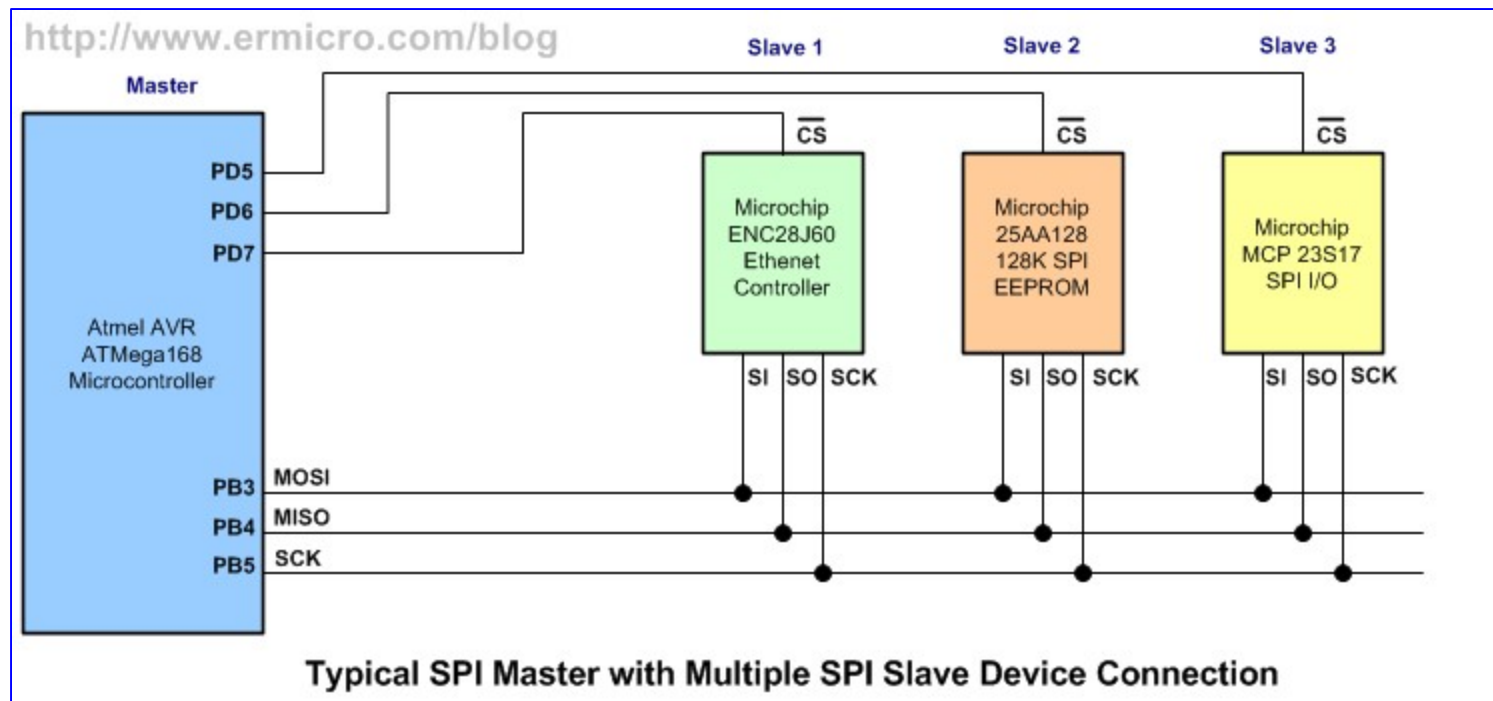 http://www.ermicro.com/blog
Slave 1
Slave 2
Slave 3
Master
CS
CS
CS
PD5
PD6
PD7
Microchip
ENC28J60
Ethenet
Controller
Microchip
25AA128
128K SPI
EEPROM
Microchip
MCP 23S17
SPI I/O
Atmel AVR
ATMega168
Microcontroller
SI SO SCK
SI SO SCK
SI SO SCK
PB3 MOSI
PB4 MISO
PB5 SCK
Typical SPI Master with Multiple SPI Slave Device Connection